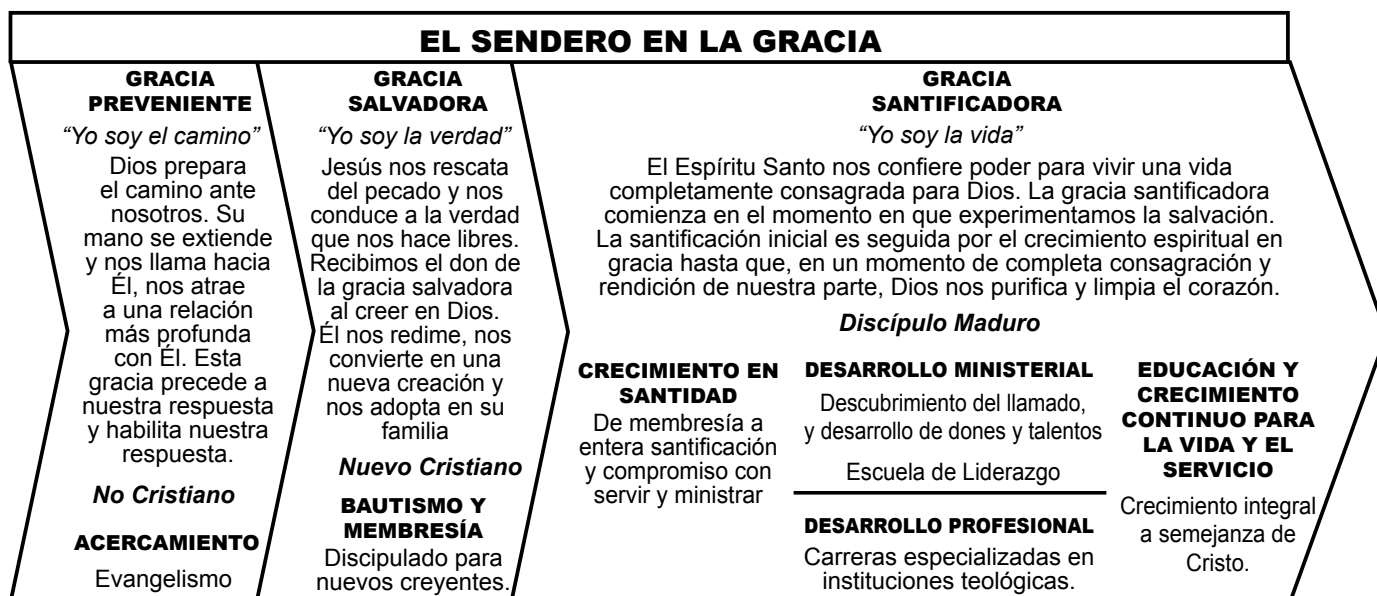 EL SENDERO EN LA GRACIA
GRACIA
PREVENIENTE
“Yo soy el camino”
Dios prepara
el camino ante
nosotros. Su
mano se extiende
y nos llama hacia
Él, nos atrae
a una relación
más profunda
con Él. Esta
gracia precede a
nuestra respuesta
y habilita nuestra
respuesta.
No Cristiano
ACERCAMIENTO
Evangelismo
GRACIA
SALVADORA
“Yo soy la verdad”
Jesús nos rescata
del pecado y nos
conduce a la verdad
que nos hace libres.
Recibimos el don de
la gracia salvadora
al creer en Dios.
Él nos redime, nos
convierte en una
nueva creación y
nos adopta en su
familia
Nuevo Cristiano
BAUTISMO Y
MEMBRESÍA
Discipulado para
nuevos creyentes.
GRACIA
SANTIFICADORA
“Yo soy la vida”
El Espíritu Santo nos confiere poder para vivir una vida
completamente consagrada para Dios. La gracia santificadora
comienza en el momento en que experimentamos la salvación.
La santificación inicial es seguida por el crecimiento espiritual en
gracia hasta que, en un momento de completa consagración y
rendición de nuestra parte, Dios nos purifica y limpia el corazón.
Discípulo Maduro
CRECIMIENTO EN
SANTIDAD
De membresía a
entera santificación
y compromiso con
servir y ministrar
DESARROLLO MINISTERIAL
Descubrimiento del llamado,
y desarrollo de dones y talentos
Escuela de Liderazgo
DESARROLLO PROFESIONAL
Carreras especializadas en
instituciones teológicas.
EDUCACIÓN Y
CRECIMIENTO
CONTINUO PARA
LA VIDA Y EL
SERVICIO
Crecimiento integral
a semejanza de
Cristo.